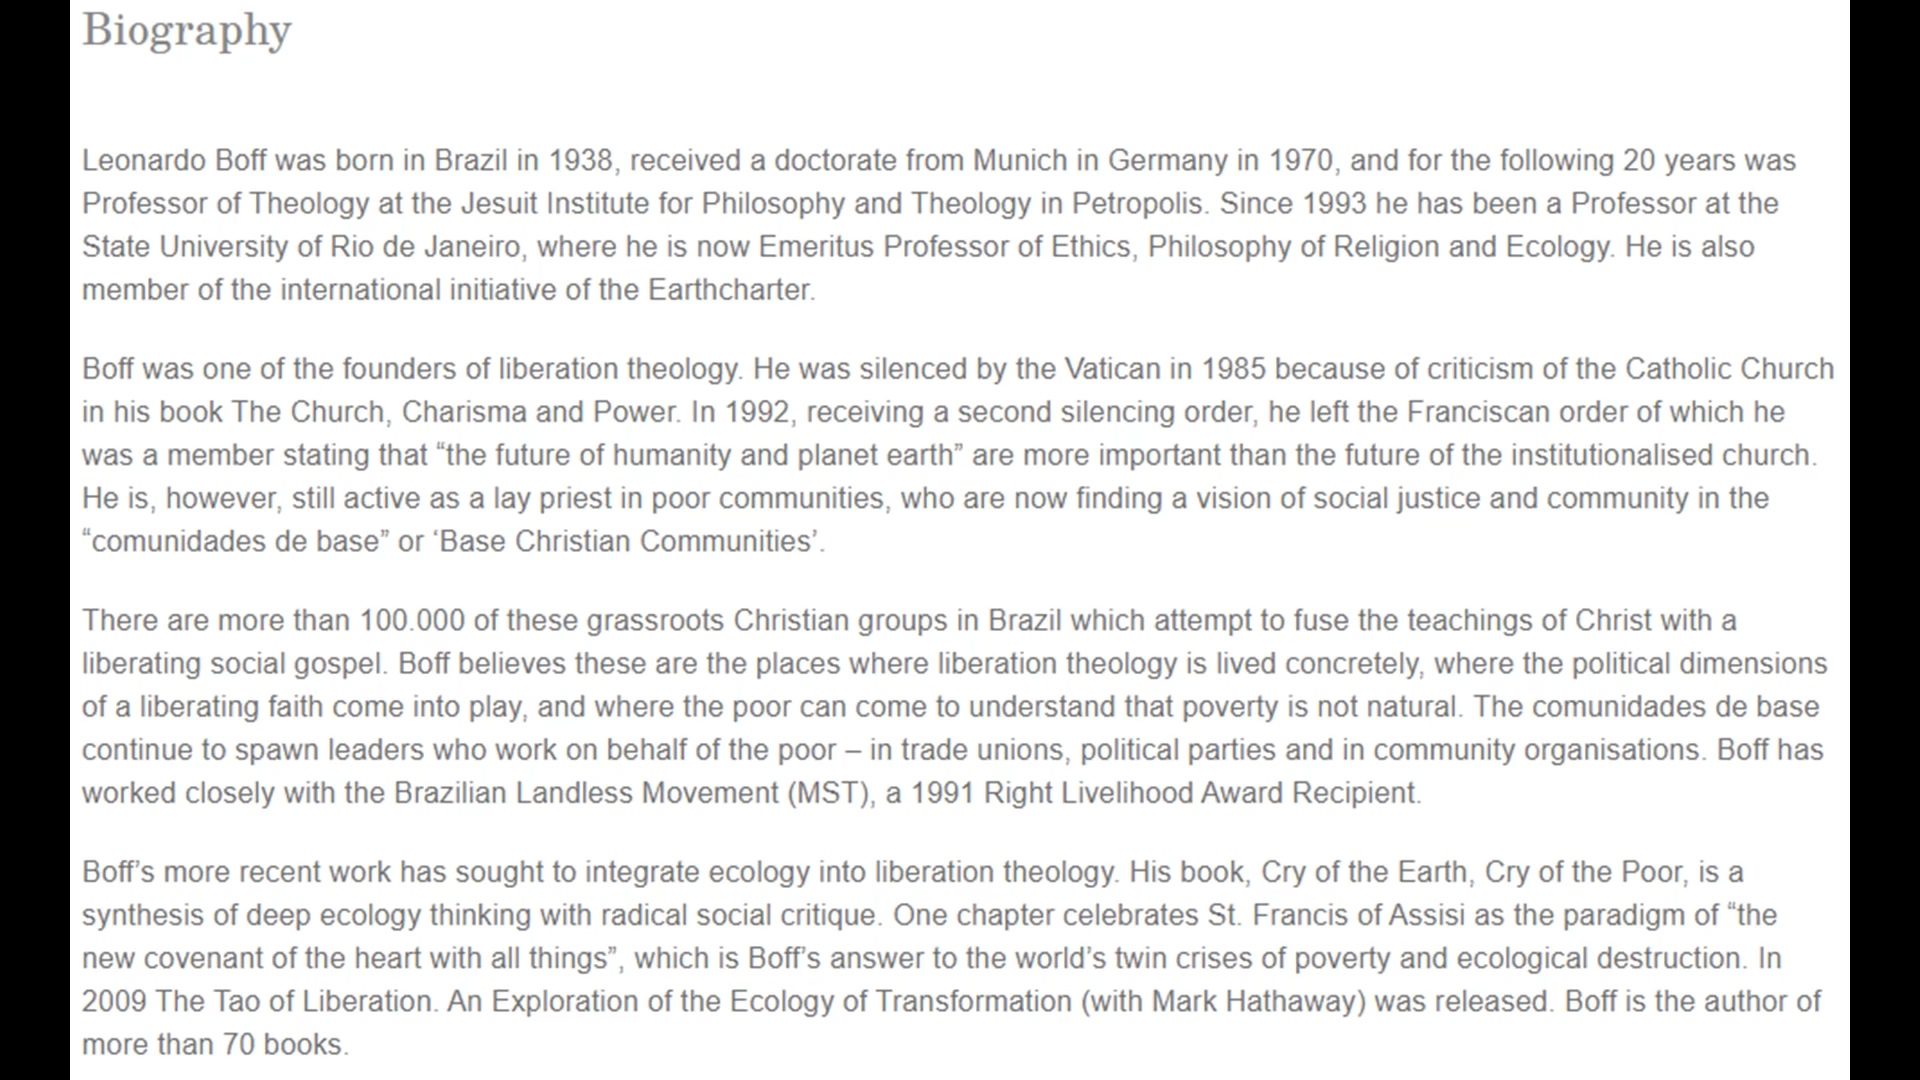 Biography
Leonardo Boff was born in Brazil in 1938, received a doctorate from Munich in Germany in 1970, and for the following 20 years was
Professor of Theology at the Jesuit Institute for Philosophy and Theology in Petropolis. Since 1993 he has been a Professor at the
State University of Rio de Janeiro, where he is now Emeritus Professor of Ethics, Philosophy of Religion and Ecology. He is also
member of the international initiative of the Earthcharter.
Boff was one of the founders of liberation theology. He was silenced by the Vatican in 1985 because of criticism of the Catholic Church
in his book The Church, Charisma and Power. In 1992, receiving a second silencing order, he left the Franciscan order of which he
was a member stating that “the future of humanity and planet earth” are more important than the future of the institutionalised church.
He is, however, still active as a lay priest in poor communities, who are now finding a vision of social justice and community in the
“comunidades de base” or ‘Base Christian Communities’.
There are more than 100.000 of these grassroots Christian groups in Brazil which attempt to fuse the teachings of Christ with a
liberating social gospel. Boff believes these are the places where liberation theology is lived concretely, where the political dimensions
of a liberating faith come into play, and where the poor can come to understand that poverty is not natural. The comunidades de base
continue to spawn leaders who work on behalf of the poor – in trade unions, political parties and in community organisations. Boff has
worked closely with the Brazilian Landless Movement (MST), a 1991 Right Livelihood Award Recipient.
Boff’s more recent work has sought to integrate ecology into liberation theology. His book, Cry of the Earth, Cry of the Poor, is a
synthesis of deep ecology thinking with radical social critique. One chapter celebrates St. Francis of Assisi as the paradigm of “the
new covenant of the heart with all things”, which is Boff’s answer to the world’s twin crises of poverty and ecological destruction. In
2009 The Tao of Liberation. An Exploration of the Ecology of Transformation (with Mark Hathaway) was released. Boff is the author of
more than 70 books.